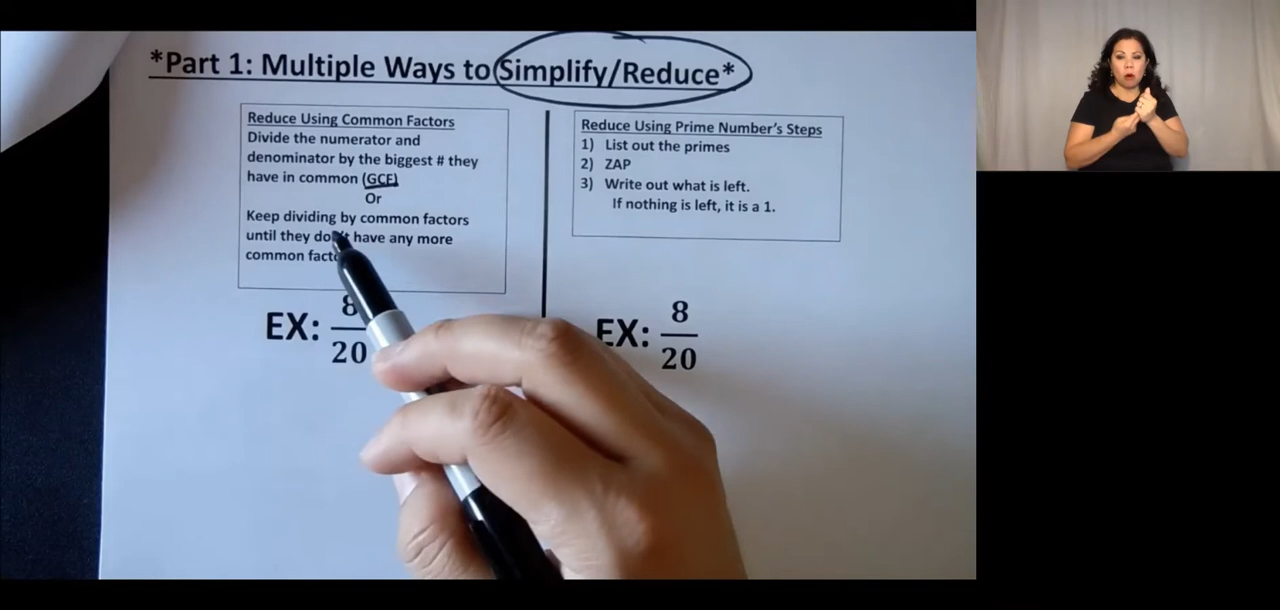 *Part 1: Multiple Ways to Simplify/Reduce*
Reduce Using Common Factors
Divide the numerator and
denominator by the biggest # they
have in common (GCF)
Or
Keep dividing by common factors
until they don't have any more
common
EX: 8/20
Reduce Using Prime Number's Steps
1) List out the primes
2) ZAP
3) Write out what is left.
If nothing is left, it is a 1.
EX: 8/20